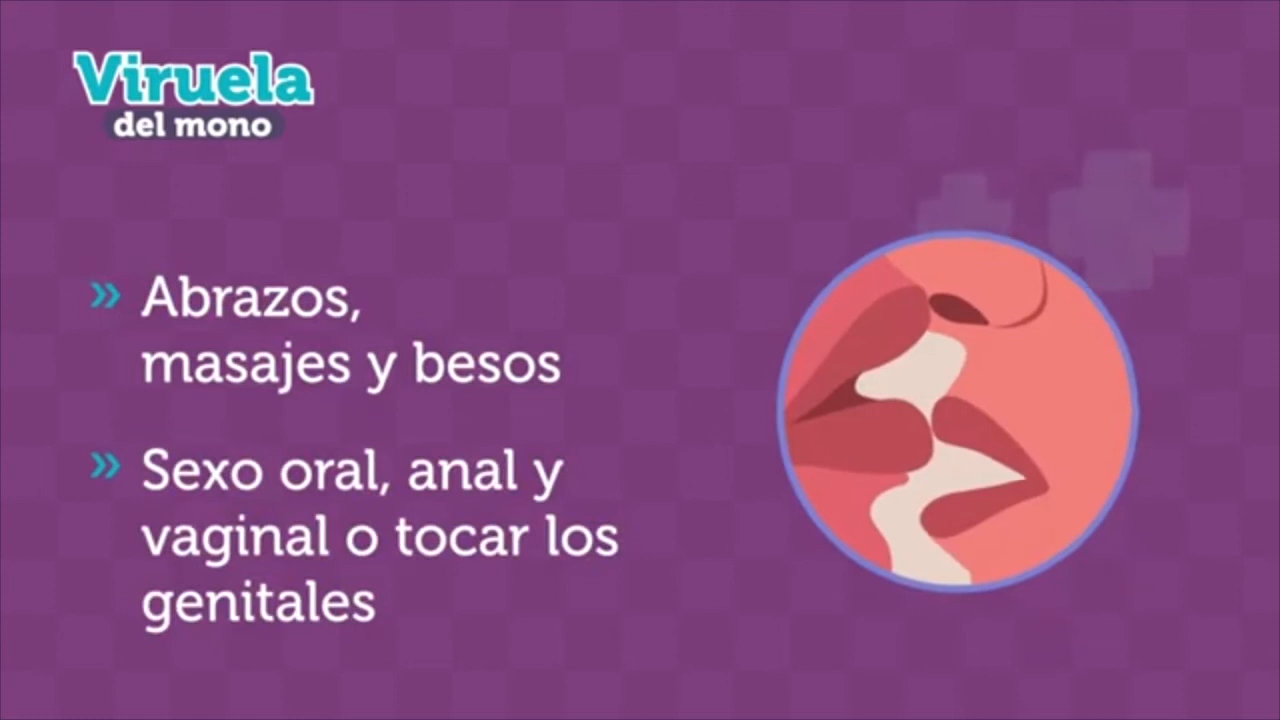 Viruela
del mono
» Abrazos,
masajes y besos
» Sexo oral, anal y
vaginal o tocar los
genitales